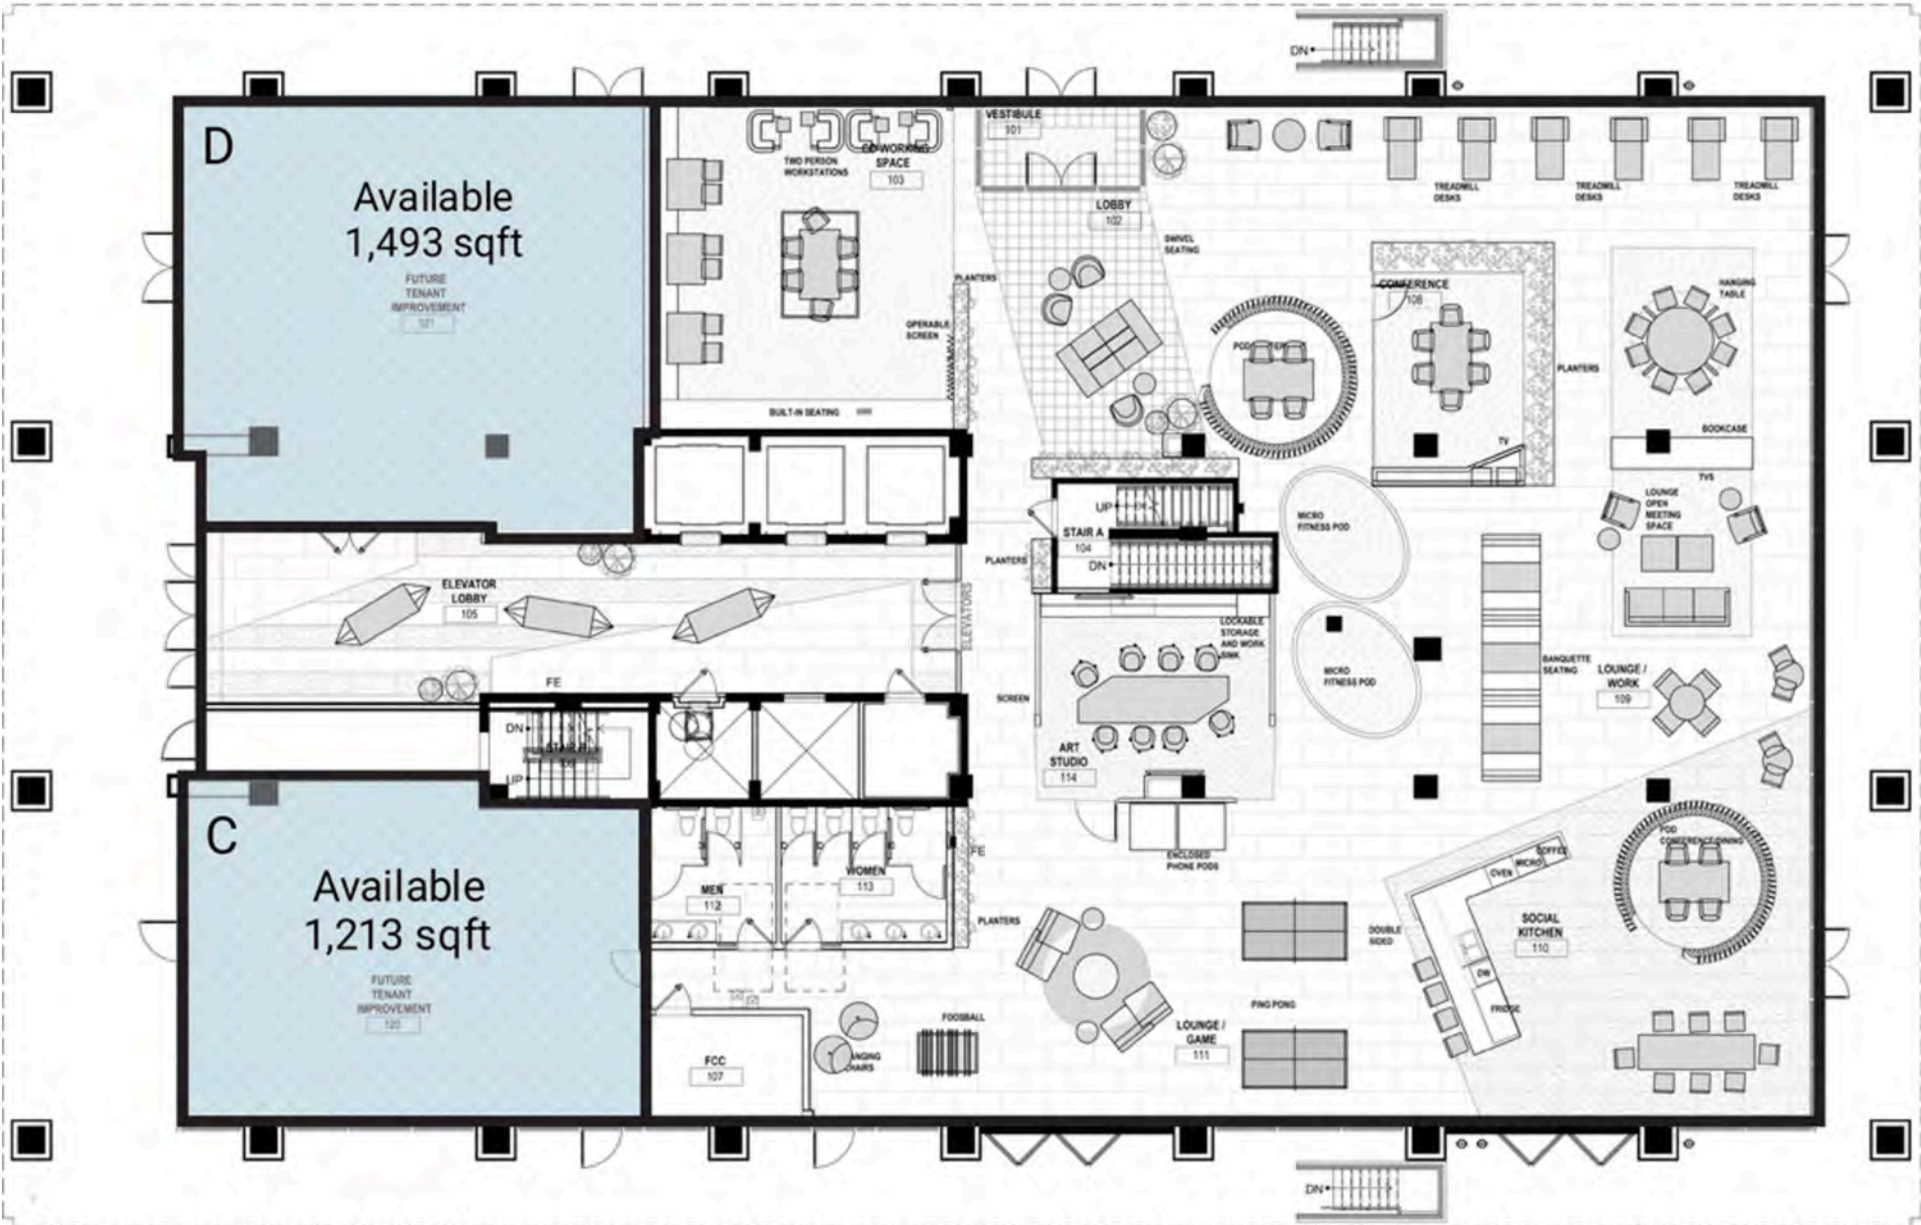 DN
D
Available
1,493 sqft
FUTURE
TENANT
IMPROVEMENT
121
TWO PERSON
WORKSTATIONS
CO-WORKING
SPACE
103
VESTIBULE
101
LOBBY
102
SWIVEL
SEATING
TREADMILL
DESKS
TREADMILL
DESKS
TREADMILL
DESKS
PLANTERS
OPERABLE
SCREEN
BUILT-IN SEATING
CONFERENCE
108
HANGING
TABLE
PLANTERS
TV
BOOKCASE
TVS
LOUNGE
OPEN
MEETING
SPACE
MICRO
FITNESS POD
UP
STAIR A
104
DN
PLANTERS
ELEVATOR
LOBBY
105
ELEVATORS
LOCKABLE
STORAGE
AND WORK
SINK
MICRO
FITNESS POD
BANQUETTE
SEATING
LOUNGE /
WORK
109
FE
SCREEN
DN
UP
ART
STUDIO
114
ENCLOSED
PHONE PODS
C
Available
1,213 sqft
FUTURE
TENANT
IMPROVEMENT
120
MEN
112
WOMEN
113
FE
PLANTERS
POD
CONFERENCE/DINING
COFFEE
MICRO
OVEN
DOUBLE
SIDED
SOCIAL
KITCHEN
110
DW
FRIDGE
PING PONG
FOOSBALL
LOUNGE /
GAME
111
HANGING
CHAIRS
FCC
107
DN